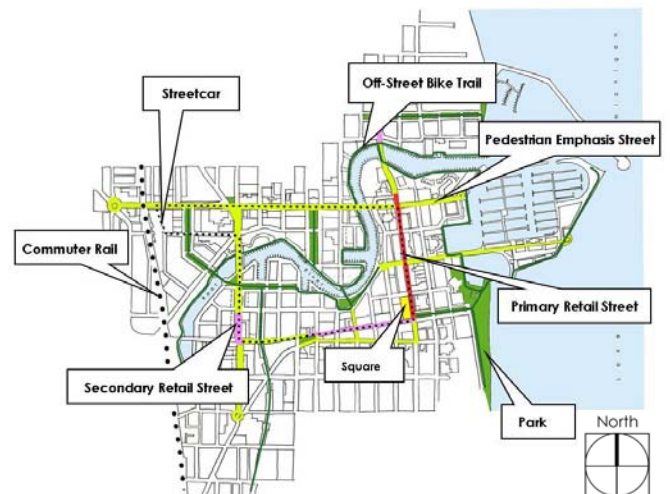 Off-Street Bike Trail
Streetcar
Pedestrian Emphasis Street
Commuter Rail
Primary Retail Street
Square
Secondary Retail Street
Park
North